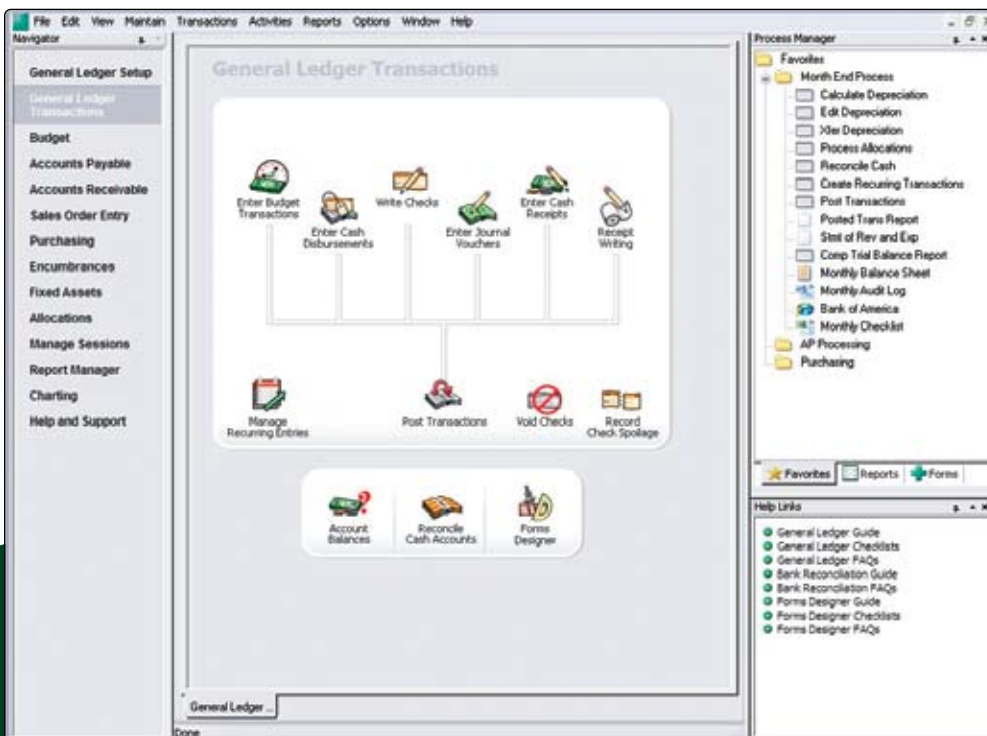 File Edit View Maintain Transactions Activities Reports Options Window Help
Navigator
General Ledger Setup
General Ledger
Transactions
Budget
Accounts Payable
Accounts Receivable
Sales Order Entry
Purchasing
Encumbrances
Fixed Assets
Allocations
Manage Sessions
Report Manager
Charting
Help and Support
General Ledger Transactions
Enter Budget
Transactions
Enter Cash
Disbursements
Write Checks
Enter Journal
Vouchers
Enter Cash
Receipts
Receipt
Writing
Manage
Recurring Entries
Post Transactions
Void Checks
Record
Check Spoilage
Account
Balances
Reconcile
Cash Accounts
Forms
Designer
General Ledger ...
Done
Process Manager
Favorites
Month End Process
Calculate Depreciation
Edit Depreciation
Xfer Depreciation
Process Allocations
Reconcile Cash
Create Recurring Transactions
Post Transactions
Posted Trans Report
Stmt of Rev and Exp
Comp Trial Balance Report
Monthly Balance Sheet
Monthly Audit Log
Bank of America
Monthly Checklist
AP Processing
Purchasing
Favorites Reports Forms
Help Links
General Ledger Guide
General Ledger Checklists
General Ledger FAQs
Bank Reconciliation Guide
Bank Reconciliation FAQs
Forms Designer Guide
Forms Designer Checklists
Forms Designer FAQs